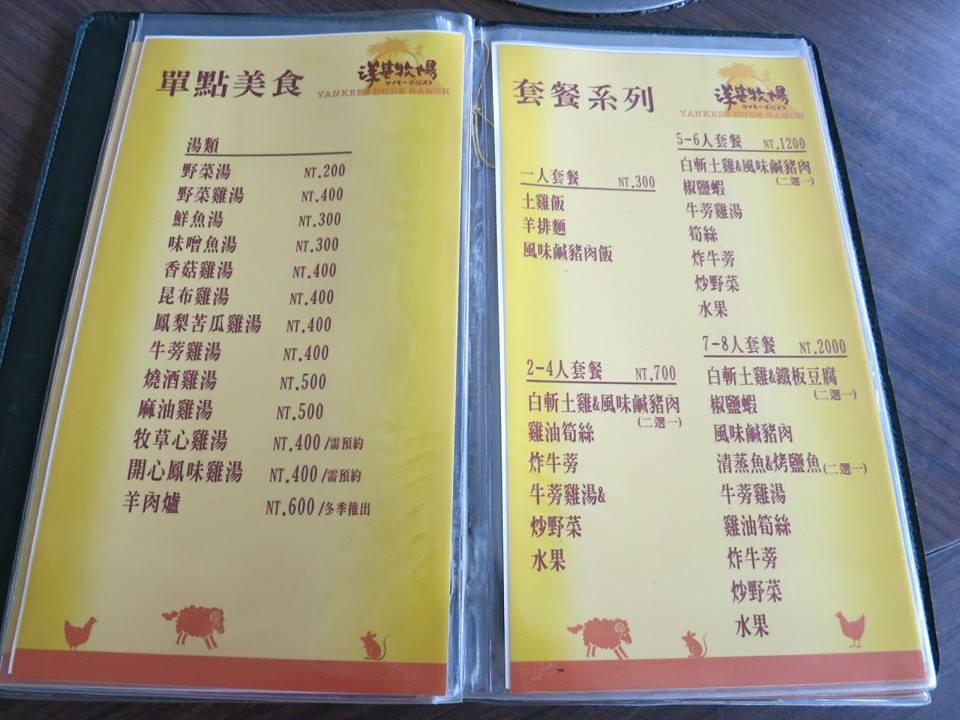 單點美食
洋基牧場
YANKEES DUDE RANCH
湯類
野菜湯 NT.200
野菜雞湯 NT.400
鮮魚湯 NT.300
味噌魚湯 NT.300
香菇雞湯 NT.400
昆布雞湯 NT.400
鳳梨苦瓜雞湯 NT.400
牛蒡雞湯 NT.400
燒酒雞湯 NT.500
麻油雞湯 NT.500
牧草心雞湯 NT.400/需預約
開心鳳味雞湯 NT.400/需預約
羊肉爐 NT.600/冬季推出
套餐系列
洋基牧場
YANKEES DUDE RANCH
一人套餐 NT.300
土雞飯
羊排麵
風味鹹豬肉飯
2-4人套餐 NT.700
白斬土雞&風味鹹豬肉
(二選一)
雞油筍絲
炸牛蒡
牛蒡雞湯&
炒野菜
水果
5-6人套餐 NT.1200
白斬土雞&風味鹹豬肉
(二選一)
椒鹽蝦
牛蒡雞湯
筍絲
炸牛蒡
炒野菜
水果
7-8人套餐 NT.2000
白斬土雞&鐵板豆腐
(二選一)
椒鹽蝦
風味鹹豬肉
清蒸魚&烤鹽魚(二選一)
牛蒡雞湯
雞油筍絲
炸牛蒡
炒野菜
水果